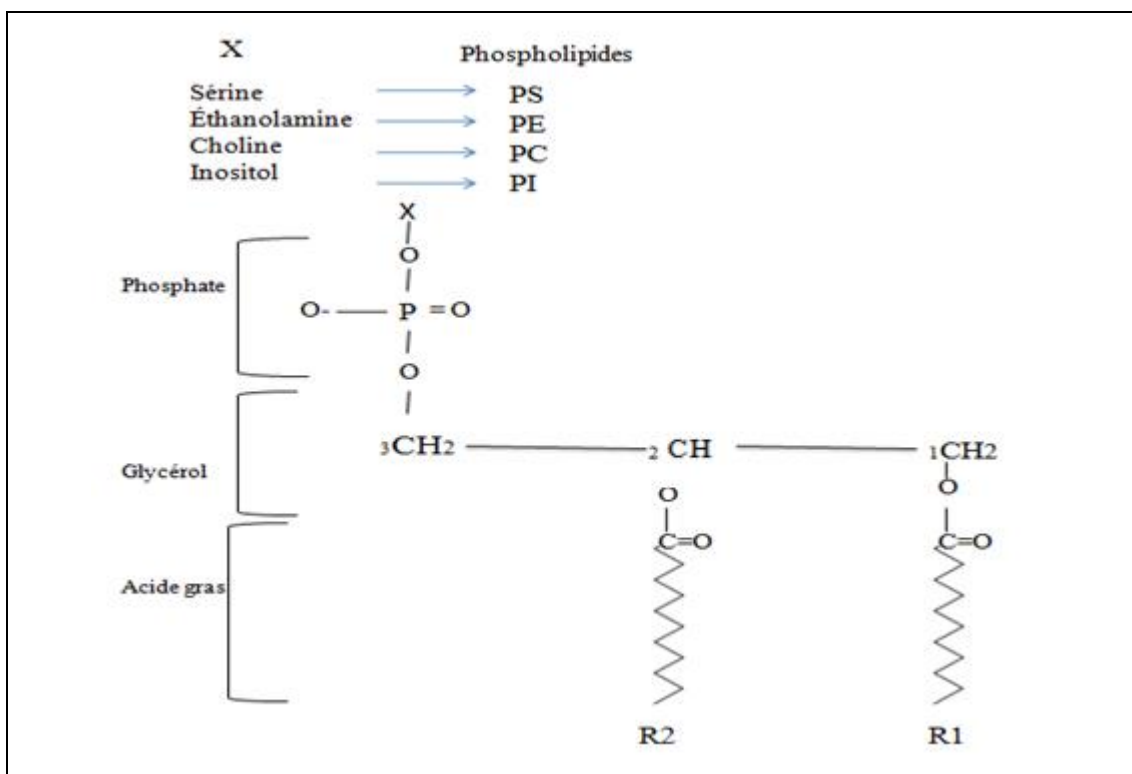 X Phospholipides
Sérine PS
Éthanolamine PE
Choline PC
Inositol PI
X
O
Phosphate
O- P =O
O
3CH2 2 CH 1CH2
Glycérol
O O
C=O C=O
Acide gras
R2 R1